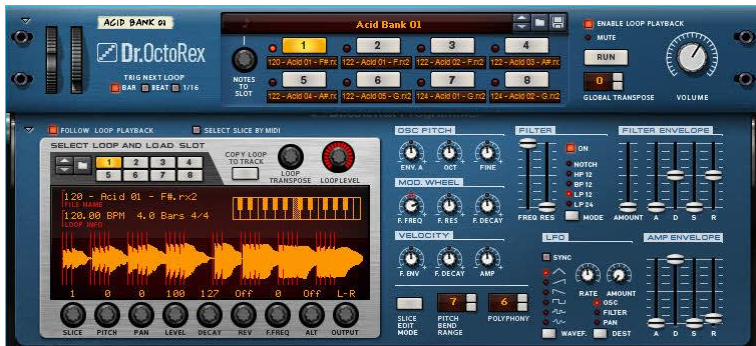 ACID BANK 01
Acid Bank 01
Dr.OctoRex
TRIG NEXT LOOP
BAR BEAT 1/16
NOTES TO SLOT
1 2 3 4
120 - Acid 01 - F#.rx 120 - Acid 01 - F.rx2 122 - Acid 02 - F.rx2 122 - Acid 03 - A#.rx
5 6 7 8
122 - Acid 04 - A#.rx 122 - Acid 05 - G.rx2 124 - Acid 01 - G.rx2 124 - Acid 02 - G.rx2
ENABLE LOOP PLAYBACK
MUTE
RUN
0
GLOBAL TRANSPOSE
VOLUME
FOLLOW LOOP PLAYBACK
SELECT SLICE BY MIDI
SELECT LOOP AND LOAD SLOT
1 2 3 4
5 6 7 8
COPY LOOP TO TRACK
LOOP TRANSPOSE
LOOP LEVEL
120 - Acid 01 - F#.rx2
FILE NAME
120.00 BPM 4.0 Bars 4/4
LOOP INFO
1 0 0 100 127 Off 0 Off L-R
SLICE PITCH PAN LEVEL DECAY REV F.FREQ ALT OUTPUT
OSC PITCH
ENV. A OCT FINE
MOD. WHEEL
F. FREQ F. RES F. DECAY
VELOCITY
F. ENV F. DECAY AMP
SLICE EDIT MODE
7
PITCH BEND RANGE
6
POLYPHONY
FILTER
ON
NOTCH
HP 12
BP 12
LP 12
LP 24
MODE
FREQ RES
FILTER ENVELOPE
AMOUNT A D S R
LFO
SYNC
RATE AMOUNT
OSC
FILTER
PAN
WAVEF. DEST
AMP ENVELOPE
A D S R